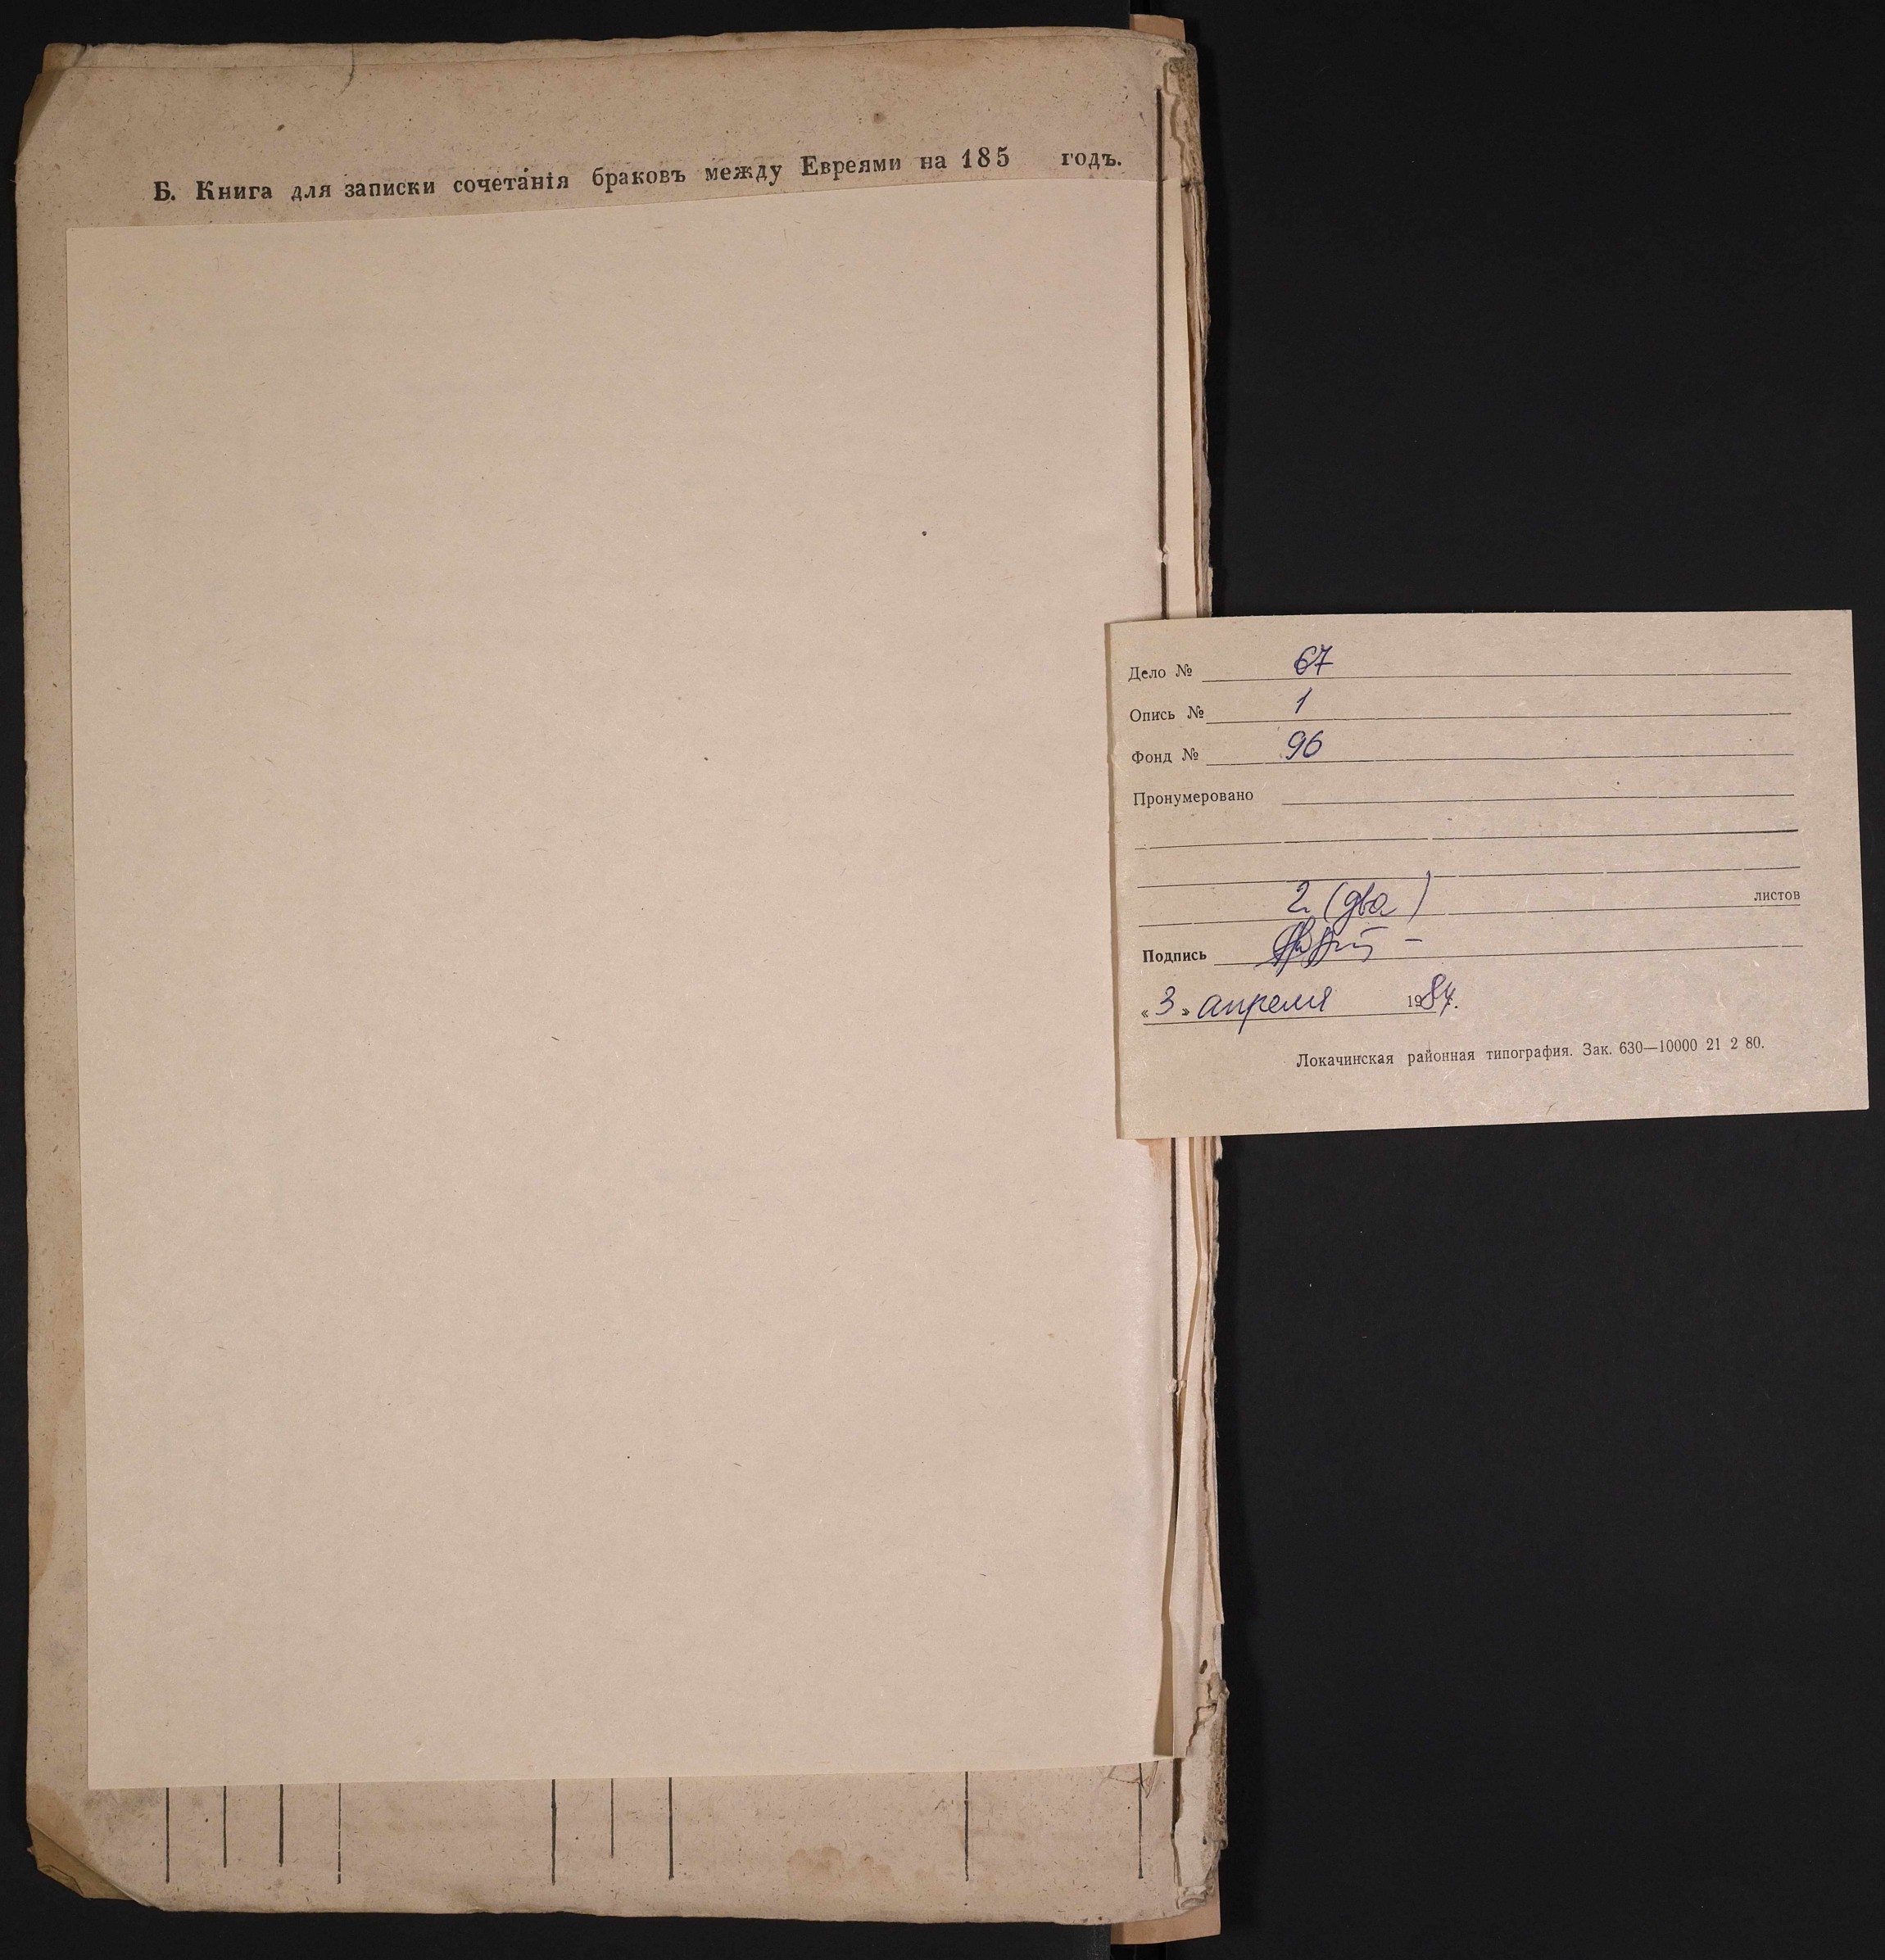 Б. Книга для записки сочетанія браковъ между Евреями на 185 годъ.
Дело № 67
Опись № 1
Фонд № 96
Пронумеровано
2 (два) листов
Подпись
«3» апреля 1984.
Локачинская районная типография. Зак. 630—10000 21 2 80.